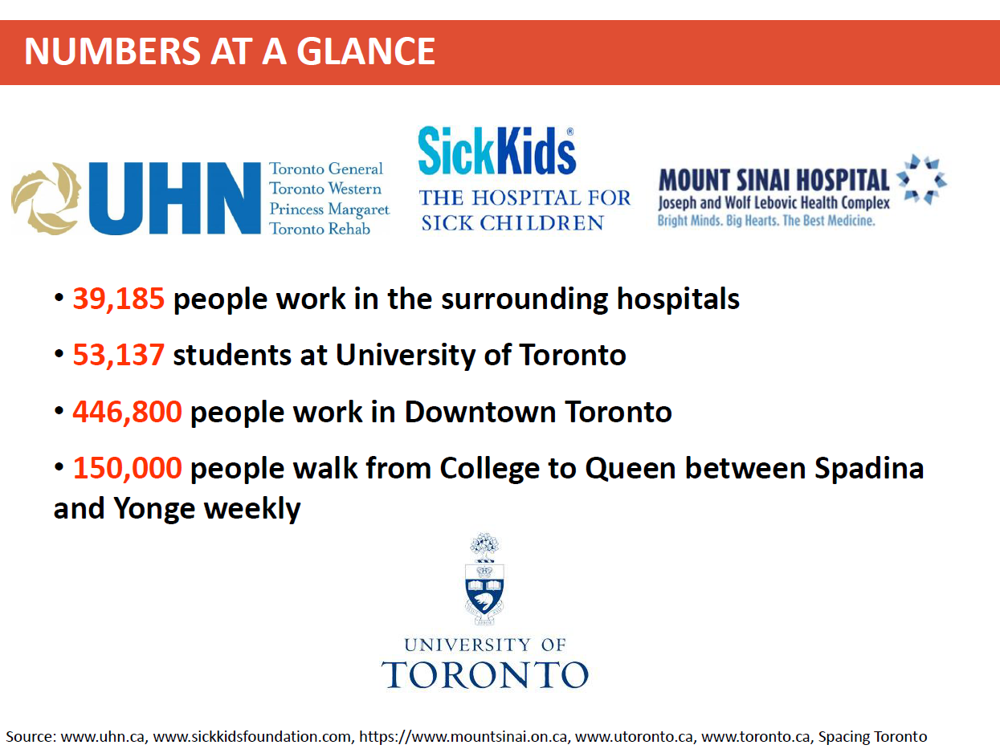 NUMBERS AT A GLANCE
UHN
Toronto General
Toronto Western
Princess Margaret
Toronto Rehab
SickKids®
THE HOSPITAL FOR
SICK CHILDREN
MOUNT SINAI HOSPITAL
Joseph and Wolf Lebovic Health Complex
Bright Minds. Big Hearts. The Best Medicine.
• 39,185 people work in the surrounding hospitals
• 53,137 students at University of Toronto
• 446,800 people work in Downtown Toronto
• 150,000 people walk from College to Queen between Spadina
and Yonge weekly
UNIVERSITY OF
TORONTO
Source: www.uhn.ca, www.sickkidsfoundation.com, https://www.mountsinai.on.ca, www.utoronto.ca, www.toronto.ca, Spacing Toronto